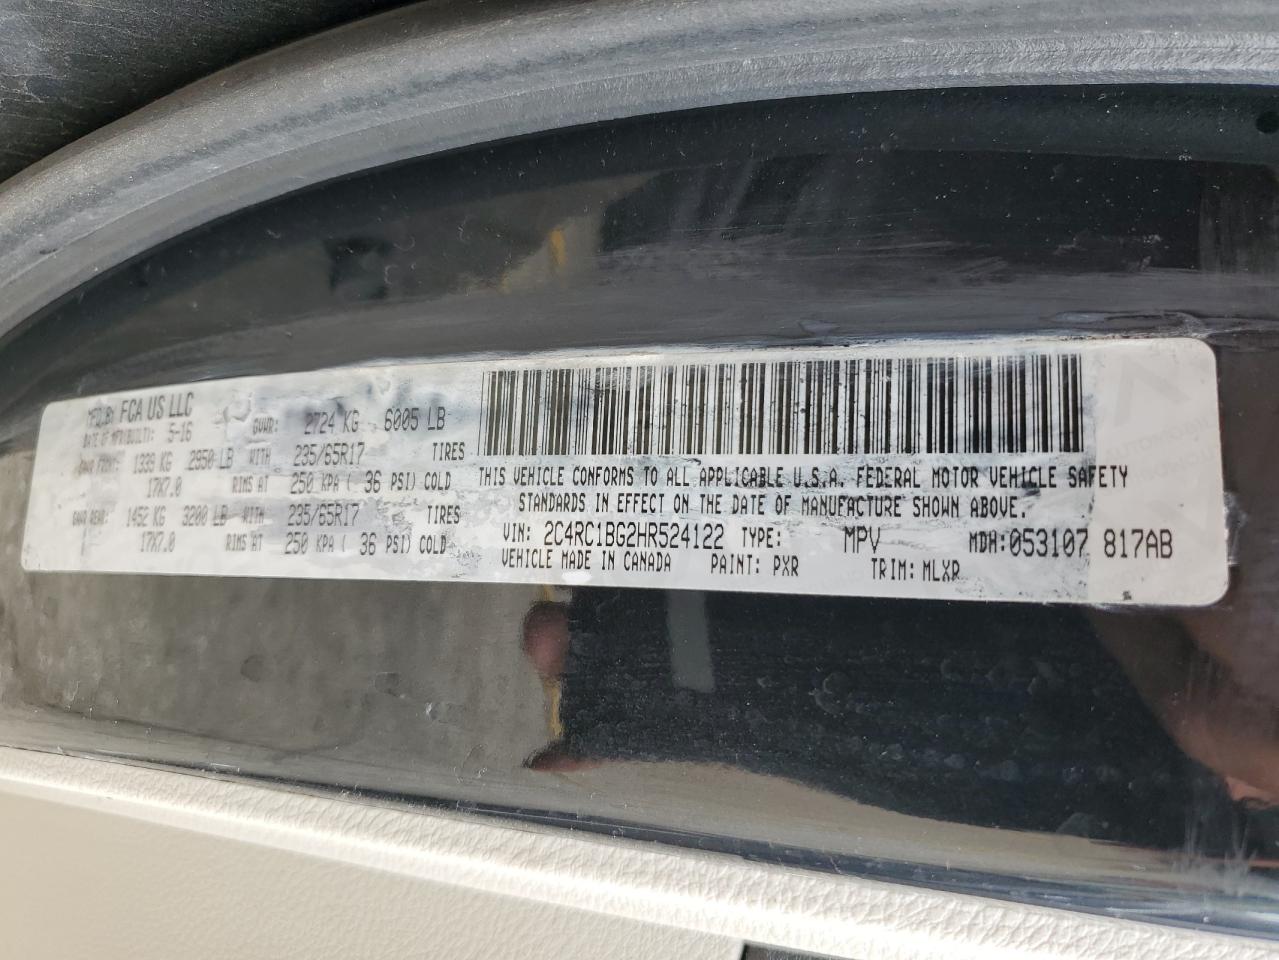 MFD.BY FCA US LLC
DATE OF MFR(BUILT): 5-16 GVWR: 2724 KG 6005 LB
GAWR FRONT: 1339 KG 2950 LB WITH 235/65R17 TIRES
17X7.0 RIMS AT 250 KPA ( 36 PSI) COLD
GAWR REAR: 1452 KG 3200 LB WITH 235/65R17 TIRES
17X7.0 RIMS AT 250 KPA ( 36 PSI) COLD
THIS VEHICLE CONFORMS TO ALL APPLICABLE U.S.A. FEDERAL MOTOR VEHICLE SAFETY
STANDARDS IN EFFECT ON THE DATE OF MANUFACTURE SHOWN ABOVE.
VIN: 2C4RC1BG2HR524122 TYPE: MPV MDH: 053107 817AB
VEHICLE MADE IN CANADA PAINT: PXR TRIM: MLXR